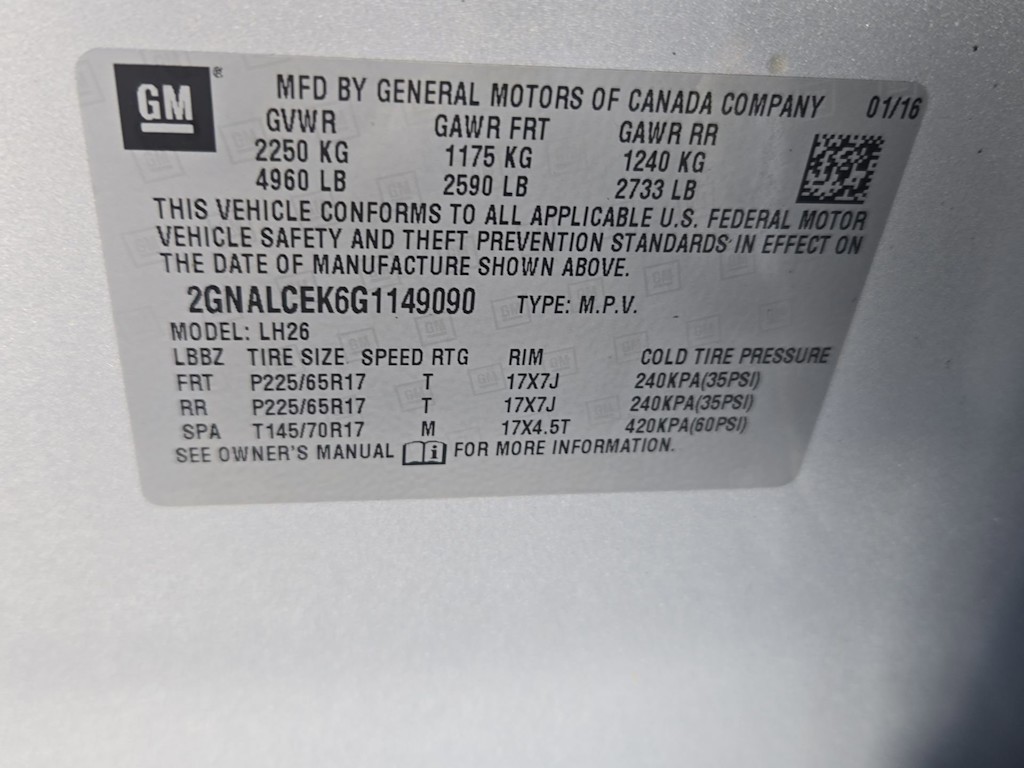 GM® MFD BY GENERAL MOTORS OF CANADA COMPANY 01/16
GVWR GAWR FRT GAWR RR
2250 KG 1175 KG 1240 KG
4960 LB 2590 LB 2733 LB
THIS VEHICLE CONFORMS TO ALL APPLICABLE U.S. FEDERAL MOTOR
VEHICLE SAFETY AND THEFT PREVENTION STANDARDS IN EFFECT ON
THE DATE OF MANUFACTURE SHOWN ABOVE.
2GNALCEK6G1149090 TYPE: M.P.V.
MODEL: LH26
LBBZ TIRE SIZE SPEED RTG RIM COLD TIRE PRESSURE
FRT P225/65R17 T 17X7J 240KPA(35PSI)
RR P225/65R17 T 17X7J 240KPA(35PSI)
SPA T145/70R17 M 17X4.5T 420KPA(60PSI)
SEE OWNER'S MANUAL i FOR MORE INFORMATION.